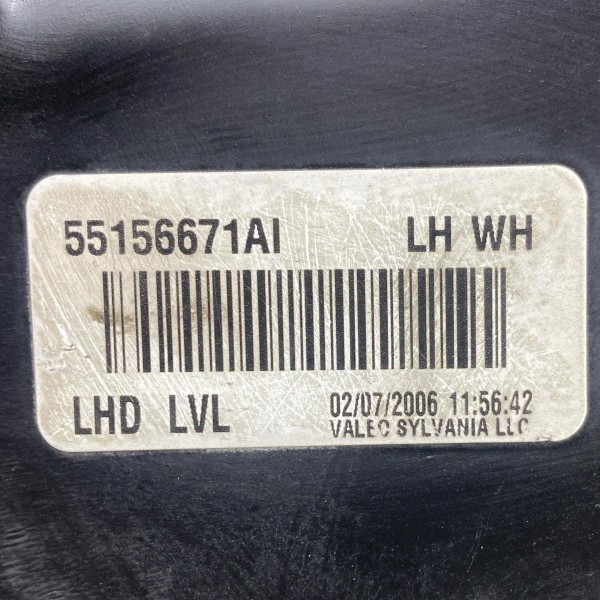 55156671AI LH WH
LHD LVL 02/07/2006 11:56:42
VALEO SYLVANIA LLC